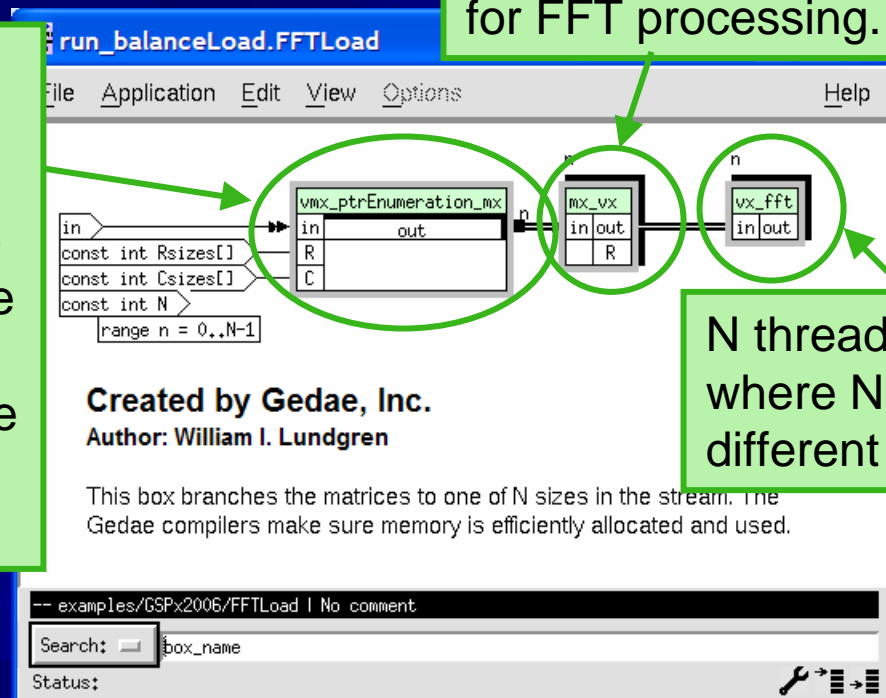 for FFT processing.
run_balanceLoad.FFTLoad
File Application Edit View Options Help
n
n
vmx_ptrEnumeration_mx
n
mx_vx
vx_fft
in
in
out
in out
in out
const int Rsizes[]
R
R
const int Csizes[]
C
const int N
range n = 0..N-1
e
e
N thread
where N
different
Created by Gedae, Inc.
Author: William I. Lundgren
This box branches the matrices to one of N sizes in the stream. The
Gedae compilers make sure memory is efficiently allocated and used.
-- examples/GSPx2006/FFTLoad | No comment
Search: box_name
Status: